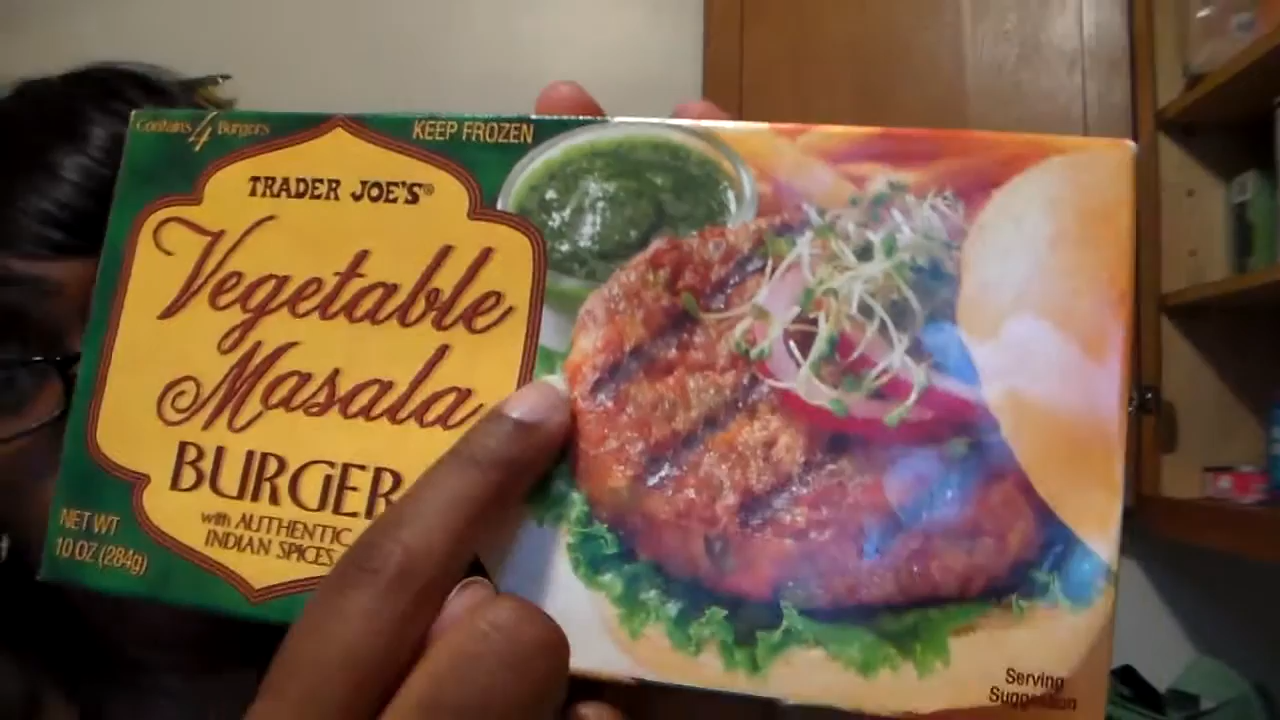 Contains 4 Burgers
KEEP FROZEN
TRADER JOE'S®
Vegetable
Masala
BURGER
with AUTHENTIC
INDIAN SPICES
NET WT
10 OZ (284g)
Serving
Suggestion